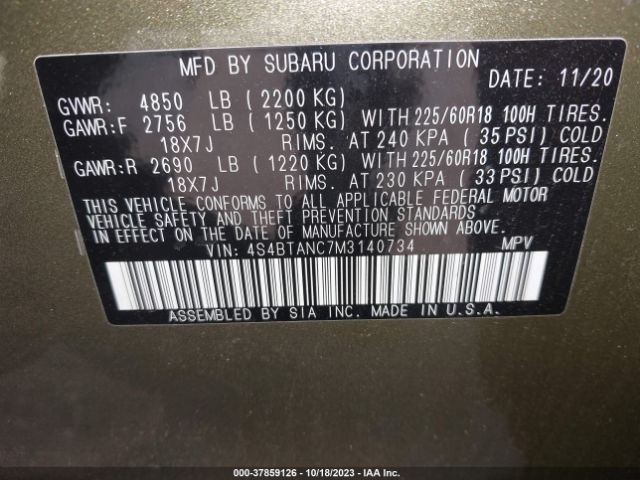 MFD BY SUBARU CORPORATION
DATE: 11/20
GVWR: 4850 LB (2200 KG)
GAWR:F 2756 LB (1250 KG) WITH 225/60R18 100H TIRES.
18X7J RIMS. AT 240 KPA (35 PSI) COLD
GAWR:R 2690 LB (1220 KG) WITH 225/60R18 100H TIRES.
18X7J RIMS. AT 230 KPA (33 PSI) COLD
THIS VEHICLE CONFORMS TO ALL APPLICABLE FEDERAL MOTOR
VEHICLE SAFETY AND THEFT PREVENTION STANDARDS
IN EFFECT ON THE DATE OF MANUFACTURE SHOWN ABOVE.
VIN: 4S4BTANC7M3140734 MPV
ASSEMBLED BY SIA INC. MADE IN U.S.A.
000-37859126 - 10/18/2023 - IAA Inc.